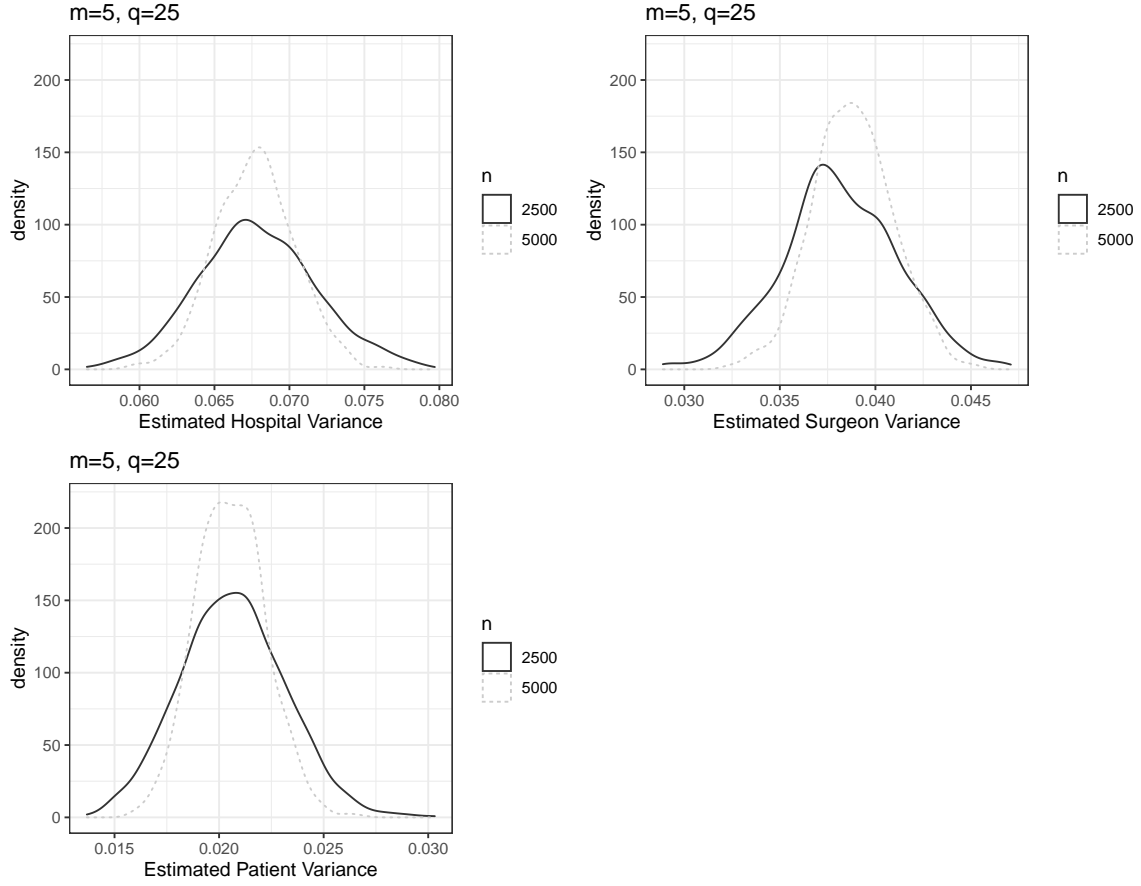 m=5, q=25
200
150
100
50
0
density
0.060 0.065 0.070 0.075 0.080
Estimated Hospital Variance
n
2500
5000
m=5, q=25
200
150
100
50
0
density
0.030 0.035 0.040 0.045
Estimated Surgeon Variance
n
2500
5000
m=5, q=25
200
150
100
50
0
density
0.015 0.020 0.025 0.030
Estimated Patient Variance
n
2500
5000